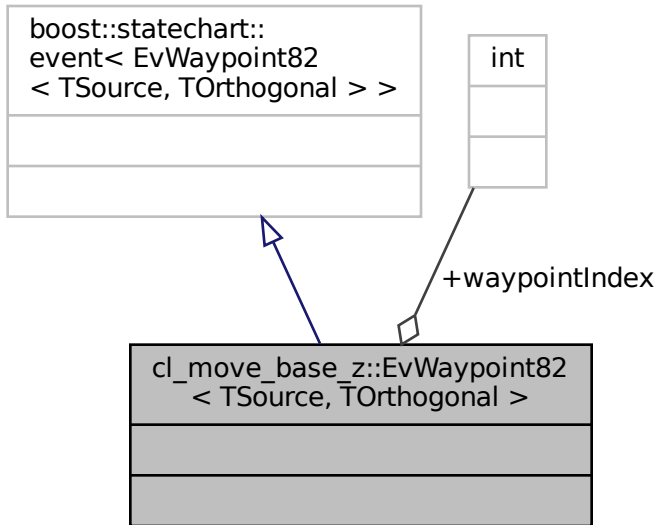 boost::statechart::
event< EvWaypoint82
< TSource, TOrthogonal > >
int
+waypointIndex
cl_move_base_z::EvWaypoint82
< TSource, TOrthogonal >